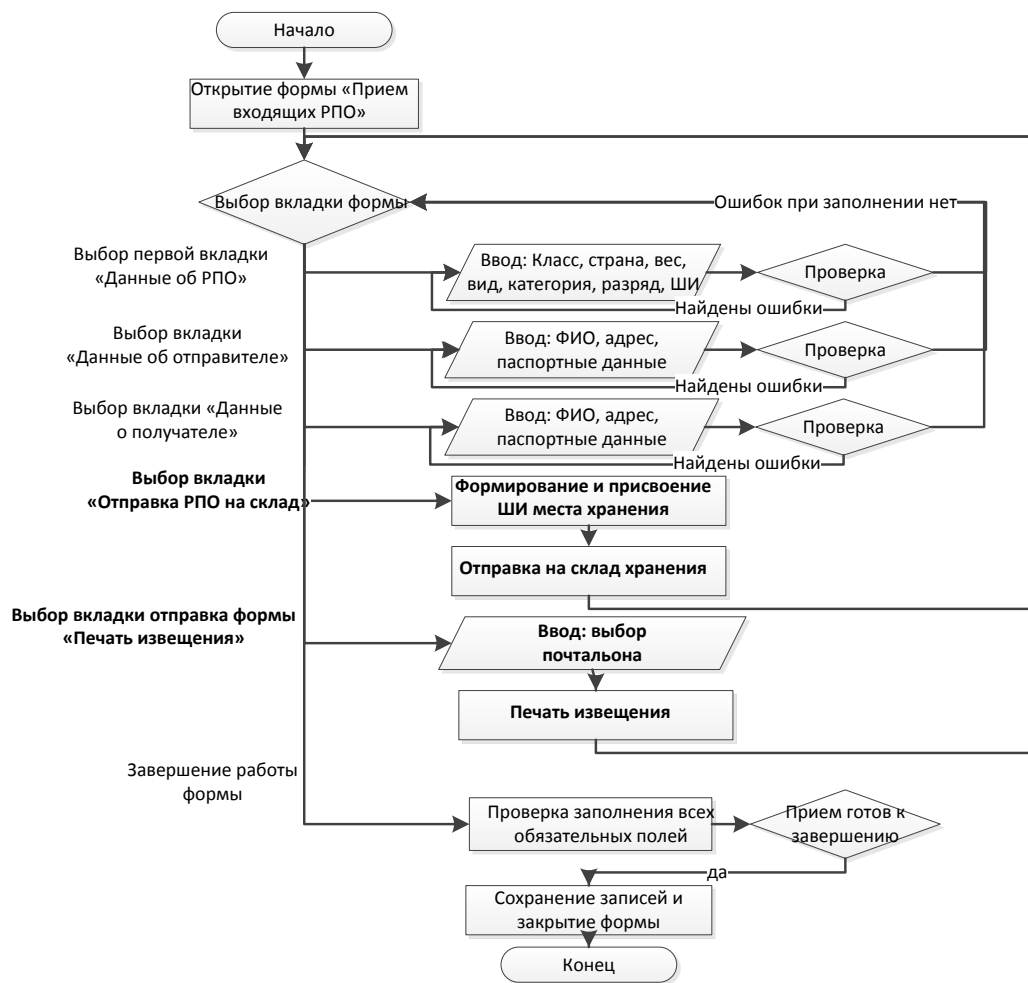 Начало
Открытие формы «Прием
входящих РПО»
Выбор вкладки формы
Ошибок при заполнении нет
Выбор первой вкладки
«Данные об РПО»
Ввод: Класс, страна, вес,
вид, категория, разряд, ШИ
Проверка
Найдены ошибки
Выбор вкладки
«Данные об отправителе»
Ввод: ФИО, адрес,
паспортные данные
Проверка
Найдены ошибки
Выбор вкладки «Данные
о получателе»
Ввод: ФИО, адрес,
паспортные данные
Проверка
Найдены ошибки
Выбор вкладки
«Отправка РПО на склад»
Формирование и присвоение
ШИ места хранения
Отправка на склад хранения
Выбор вкладки отправка формы
«Печать извещения»
Ввод: выбор
почтальона
Печать извещения
Завершение работы
формы
Проверка заполнения всех
обязательных полей
Прием готов к
завершению
да
Сохранение записей и
закрытие формы
Конец